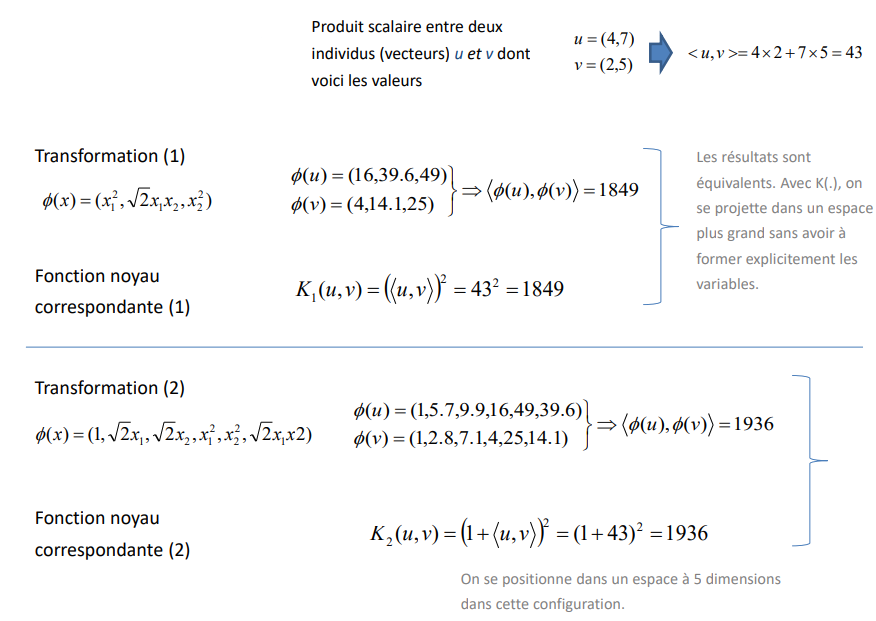 Produit scalaire entre deux
individus (vecteurs) u et v dont
voici les valeurs
u = (4,7)
v = (2,5)
< u, v >= 4 × 2 + 7 × 5 = 43
Transformation (1)
ϕ(x) = (x₁², √2x₁x₂, x₂²)
ϕ(u) = (16,39.6,49)
ϕ(v) = (4,14.1,25)
⇒ ⟨ϕ(u), ϕ(v)⟩ = 1849
Les résultats sont
équivalents. Avec K(.), on
se projette dans un espace
plus grand sans avoir à
former explicitement les
variables.
Fonction noyau
correspondante (1)
K₁(u, v) = (⟨u, v⟩)² = 43² = 1849
Transformation (2)
ϕ(x) = (1, √2x₁, √2x₂, x₁², x₂², √2x₁x2)
ϕ(u) = (1,5.7,9.9,16,49,39.6)
ϕ(v) = (1,2.8,7.1,4,25,14.1)
⇒ ⟨ϕ(u), ϕ(v)⟩ = 1936
Fonction noyau
correspondante (2)
K₂(u, v) = (1 + ⟨u, v⟩)² = (1 + 43)² = 1936
On se positionne dans un espace à 5 dimensions
dans cette configuration.